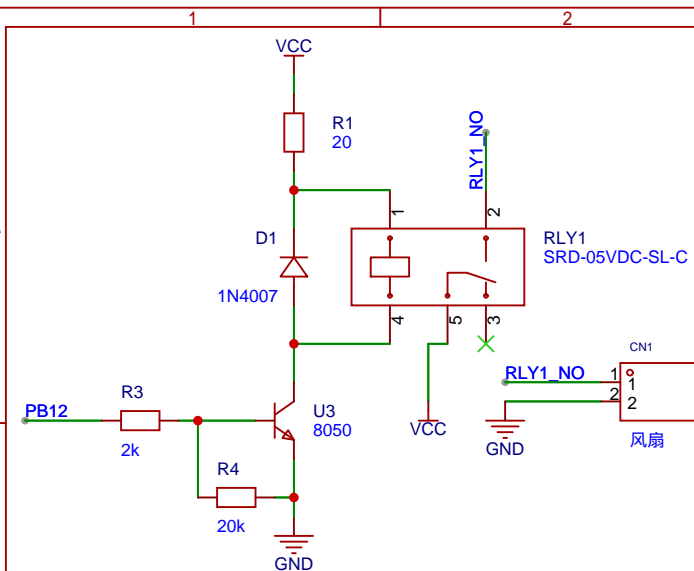 1
2
VCC
R1
20
RLY1_NO
D1
1N4007
1
2
RLY1
SRD-05VDC-SL-C
4
5
3
CN1
RLY1_NO
1
1
2
2
风扇
PB12
R3
2k
U3
8050
VCC
GND
R4
20k
GND